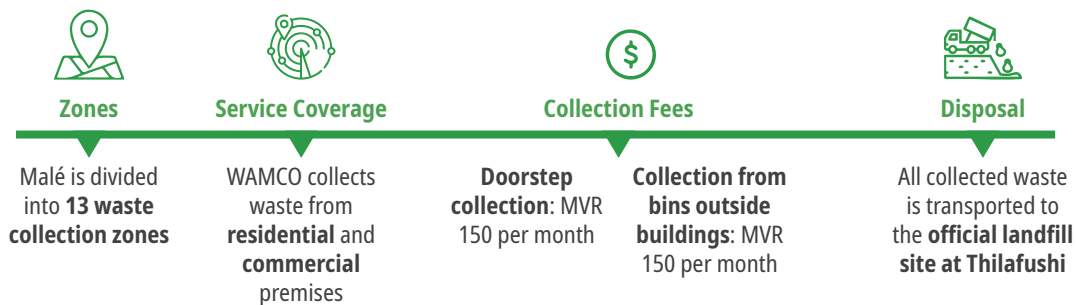 Zones
Malé is divided
into 13 waste
collection zones
Service Coverage
WAMCO collects
waste from
residential and
commercial
premises
Collection Fees
$
Doorstep
collection: MVR
150 per month
Collection from
bins outside
buildings: MVR
150 per month
Disposal
All collected waste
is transported to
the official landfill
site at Thilafushi